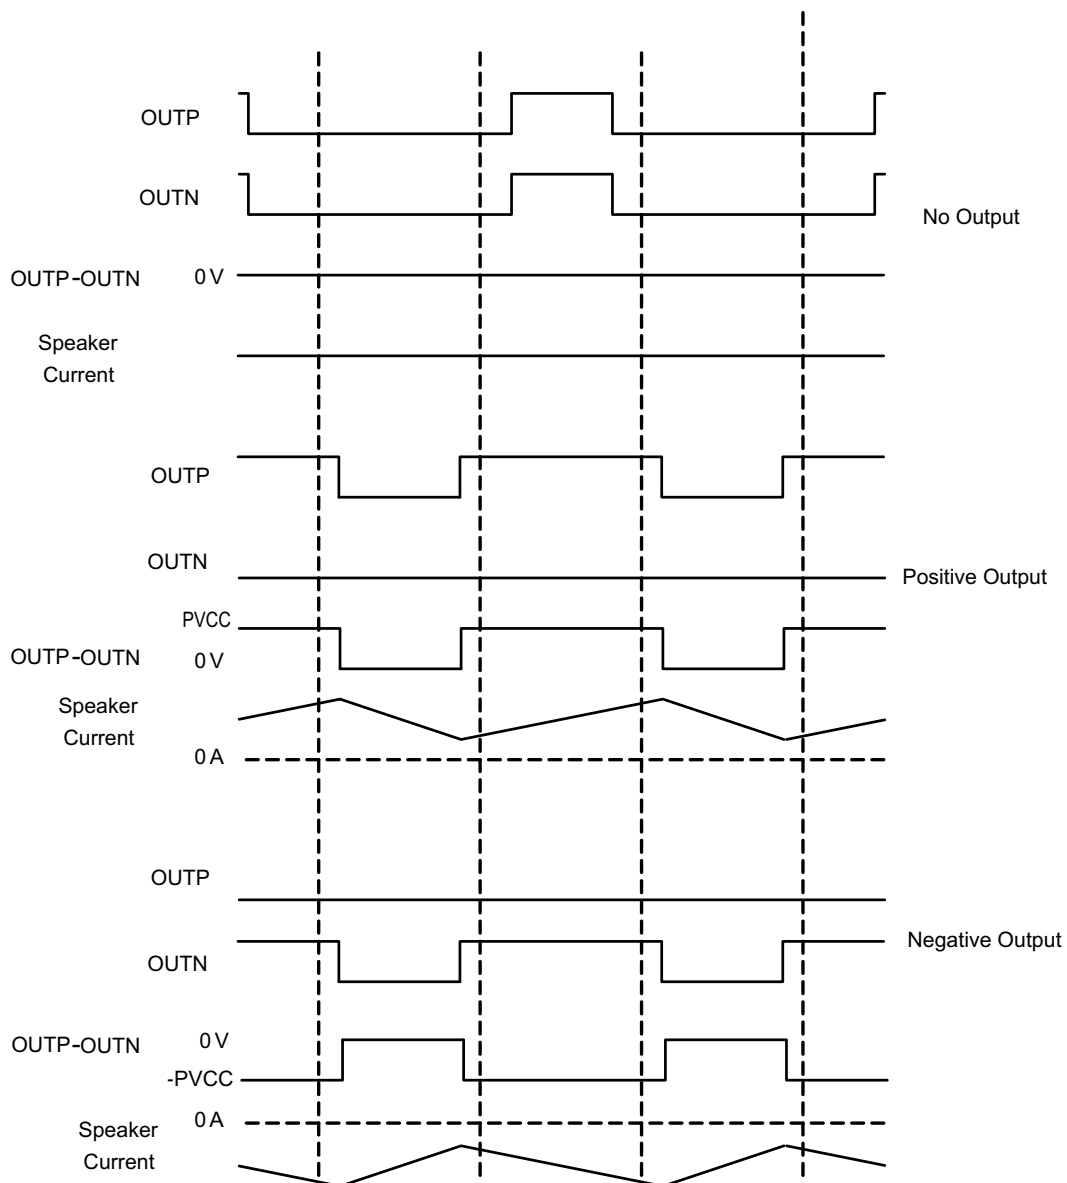 OUTP
OUTN
No Output
OUTP-OUTN 0 V
Speaker
Current
OUTP
OUTN
Positive Output
PVCC
OUTP-OUTN 0 V
Speaker
Current
0 A
OUTP
Negative Output
OUTN
OUTP-OUTN 0 V
-PVCC
0 A
Speaker
Current